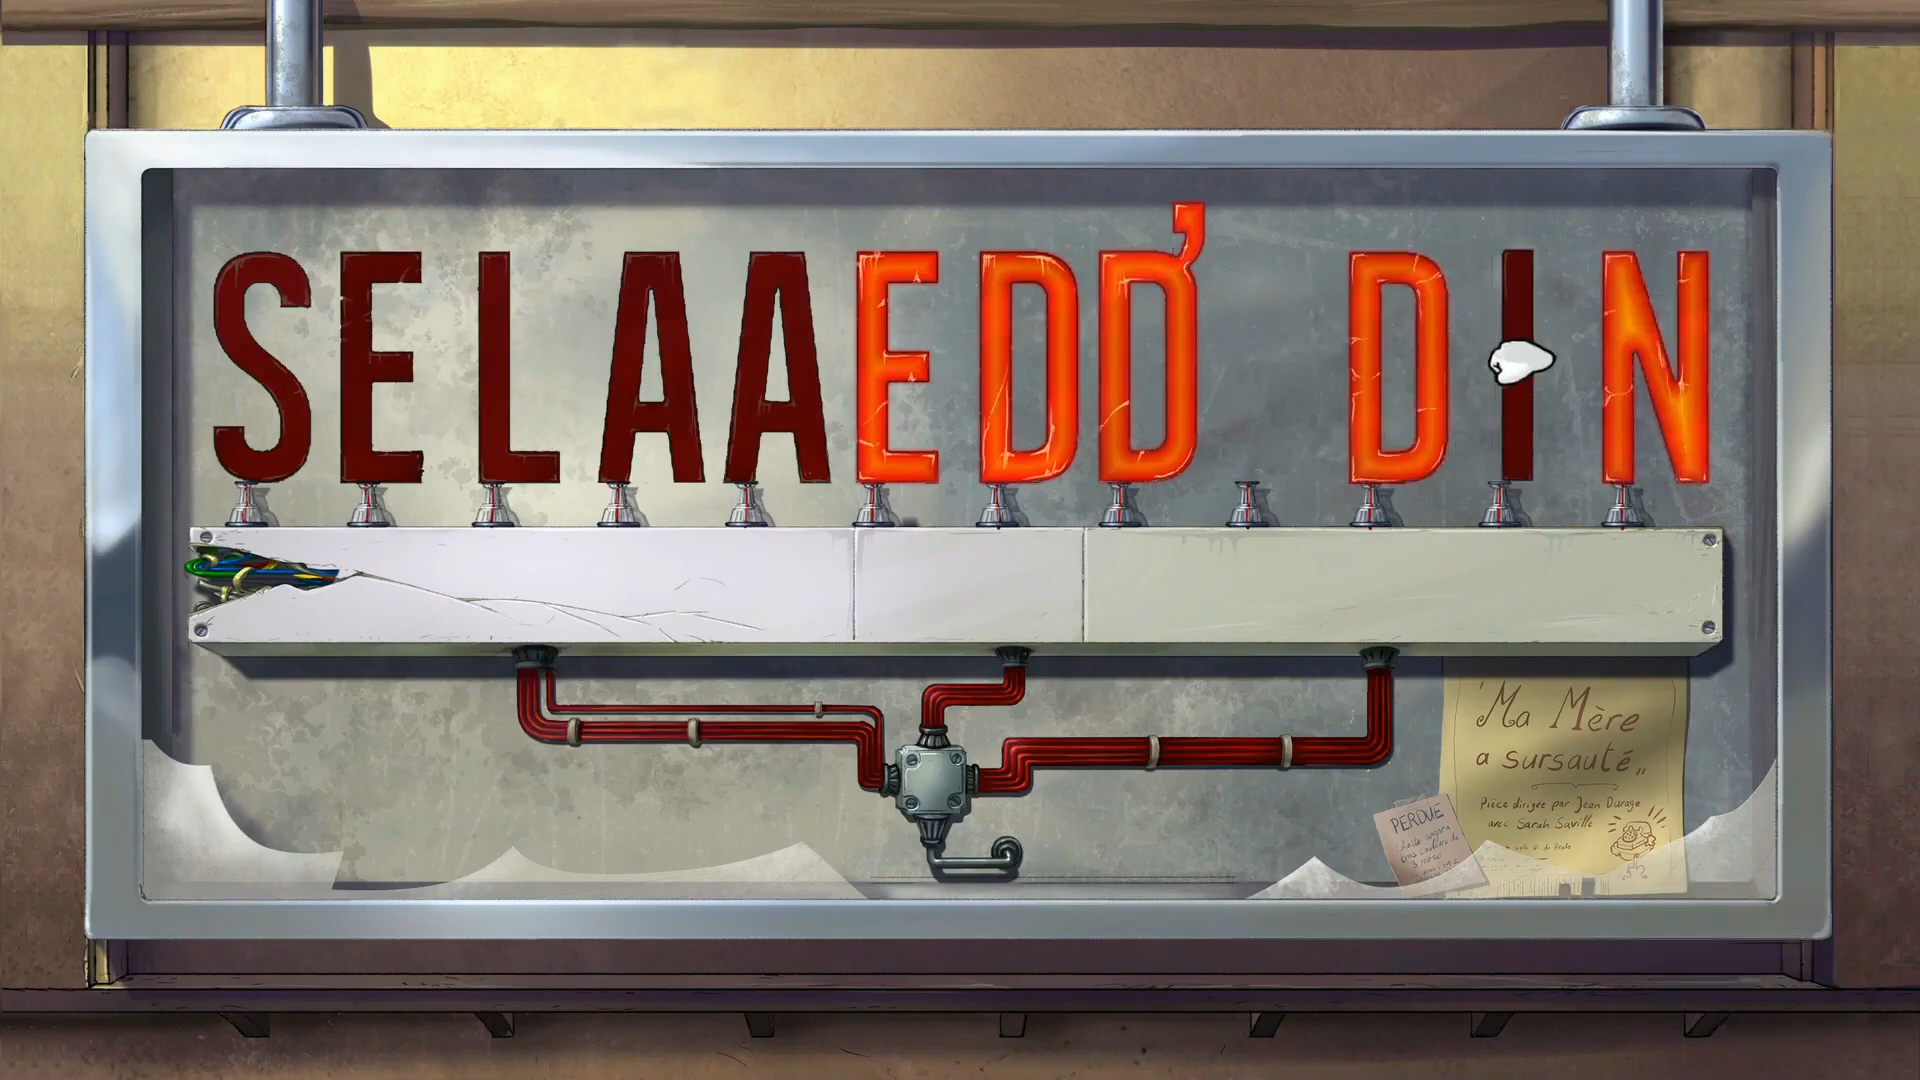 SELAAEDD' DIN
'Ma Mère
a sursauté„
Pièce dirigée par Jean Durage
avec Sarah Saville
PERDUE